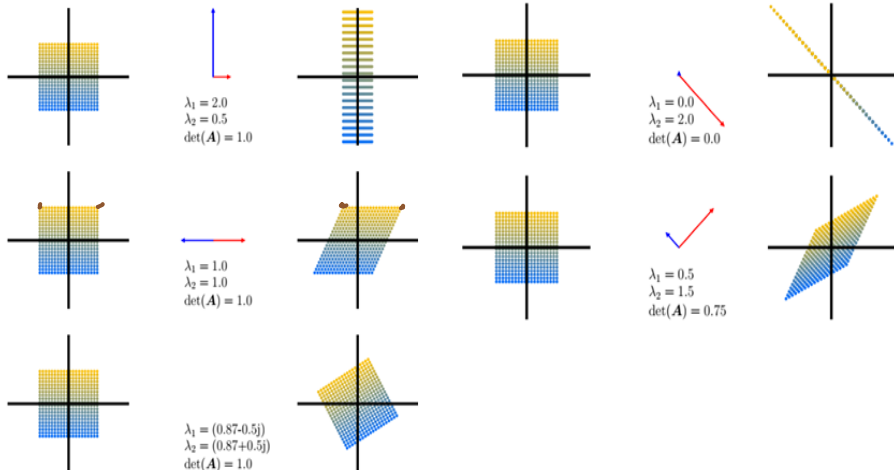 λ₁ = 2.0
λ₂ = 0.5
det(A) = 1.0
λ₁ = 0.0
λ₂ = 2.0
det(A) = 0.0
λ₁ = 1.0
λ₂ = 1.0
det(A) = 1.0
λ₁ = 0.5
λ₂ = 1.5
det(A) = 0.75
λ₁ = (0.87-0.5j)
λ₂ = (0.87+0.5j)
det(A) = 1.0